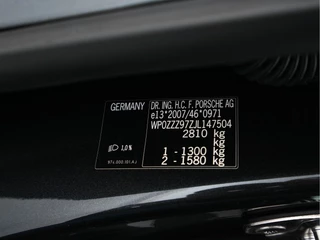 GERMANY
DR. ING. H.C. F. PORSCHE AG
e13*2007/46*0971
WP0ZZZ97ZJL147504
2810 kg
kg
1 - 1300 kg
2 - 1580 kg
1,0%